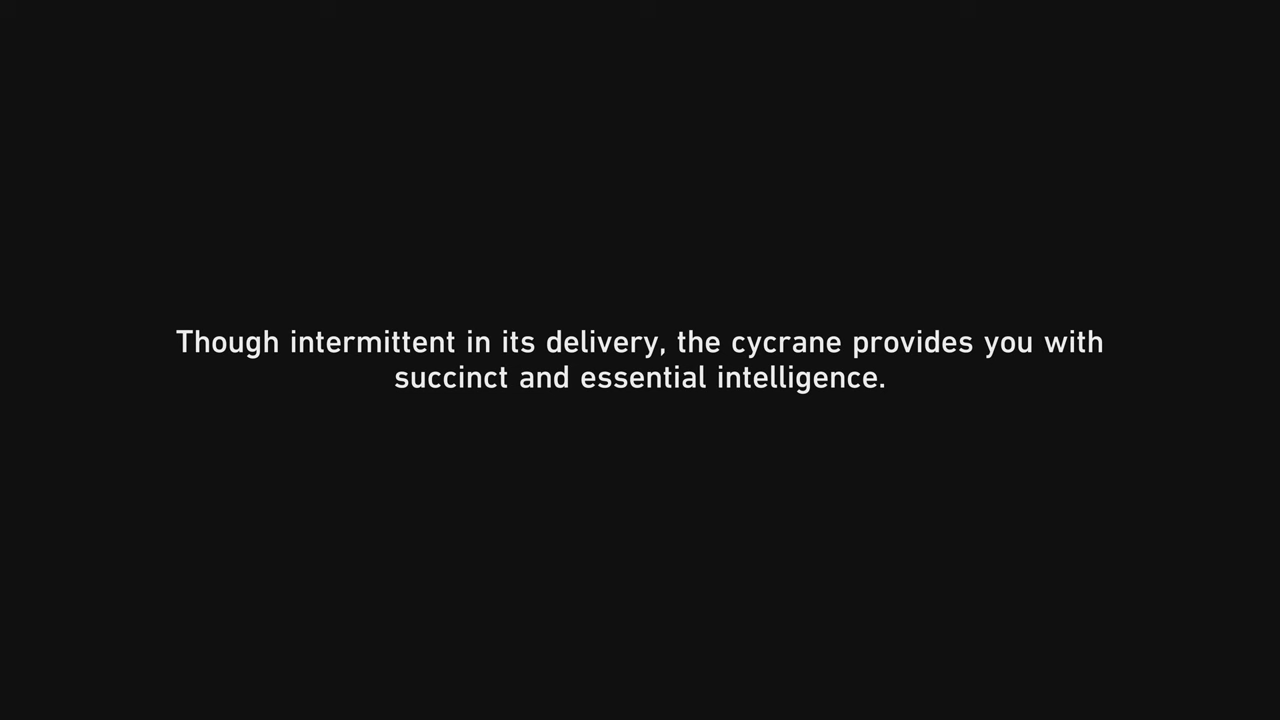 Though intermittent in its delivery, the cycrane provides you with
succinct and essential intelligence.